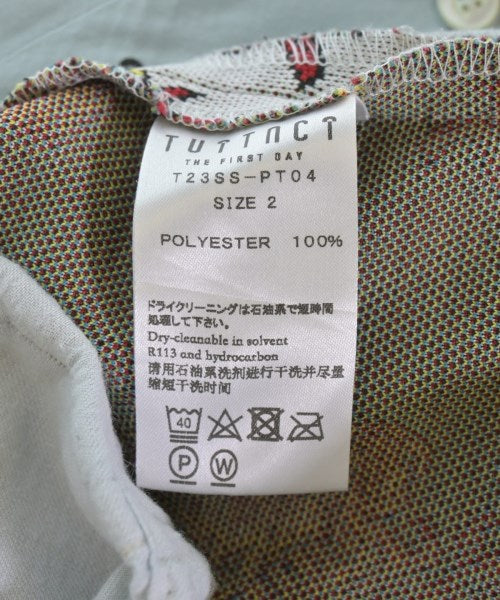 TUTTACT
THE FIRST DAY
T23SS-PT04
SIZE 2
POLYESTER 100%
ドライクリーニングは石油系で短時間
処理して下さい。
Dry-cleanable in solvent
R113 and hydrocarbon
请用石油系洗剂进行干洗并尽量
缩短干洗时间
40
P W